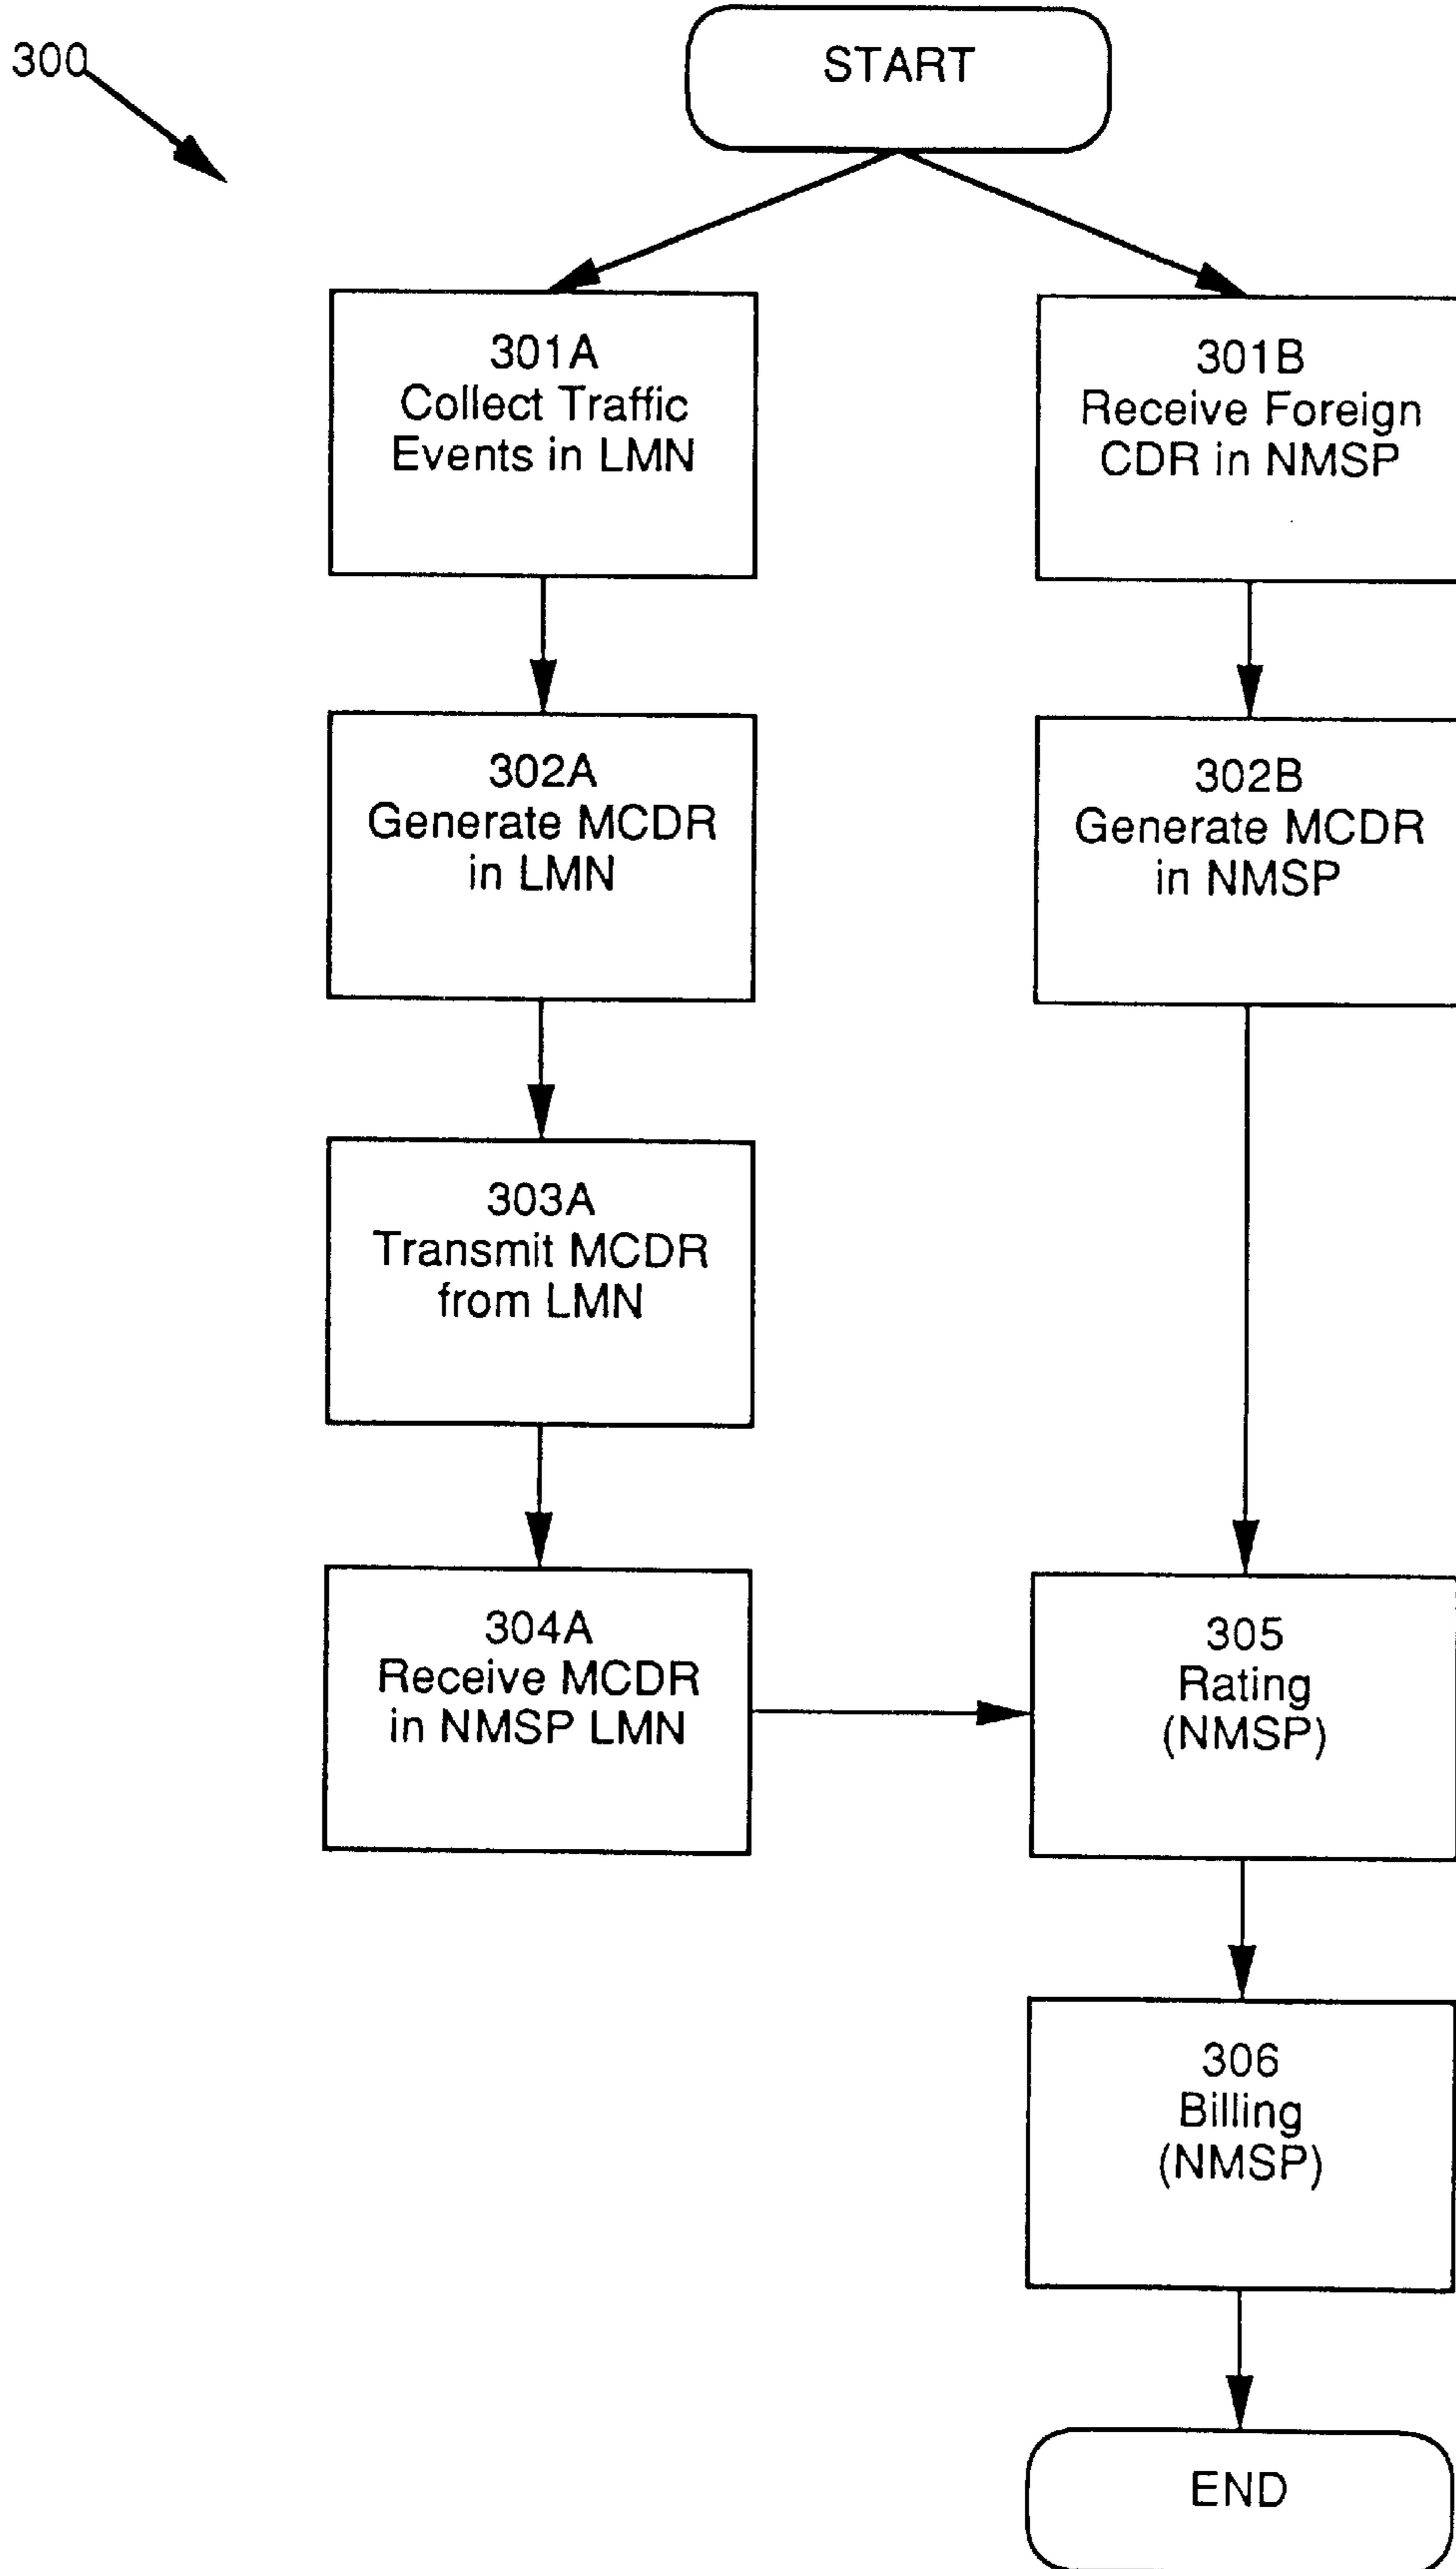 300
START
301A
Collect Traffic
Events in LMN
301B
Receive Foreign
CDR in NMSP
302A
Generate MCDR
in LMN
302B
Generate MCDR
in NMSP
303A
Transmit MCDR
from LMN
304A
Receive MCDR
in NMSP LMN
305
Rating
(NMSP)
306
Billing
(NMSP)
END